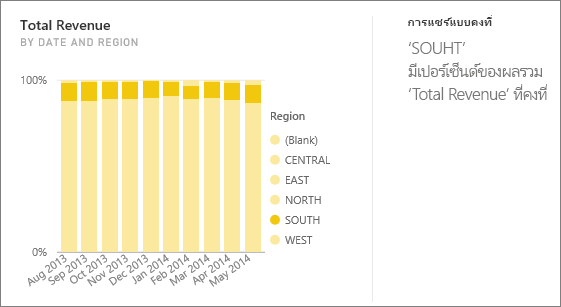 Total Revenue
BY DATE AND REGION
100%
0%
Aug 2013
Sep 2013
Oct 2013
Nov 2013
Dec 2013
Jan 2014
Feb 2014
Mar 2014
Apr 2014
May 2014
Region
(Blank)
CENTRAL
EAST
NORTH
SOUTH
WEST
การแชร์แบบคงที่
‘SOUHT’
มีเปอร์เซ็นต์ของผลรวม
‘Total Revenue’ ที่คงที่